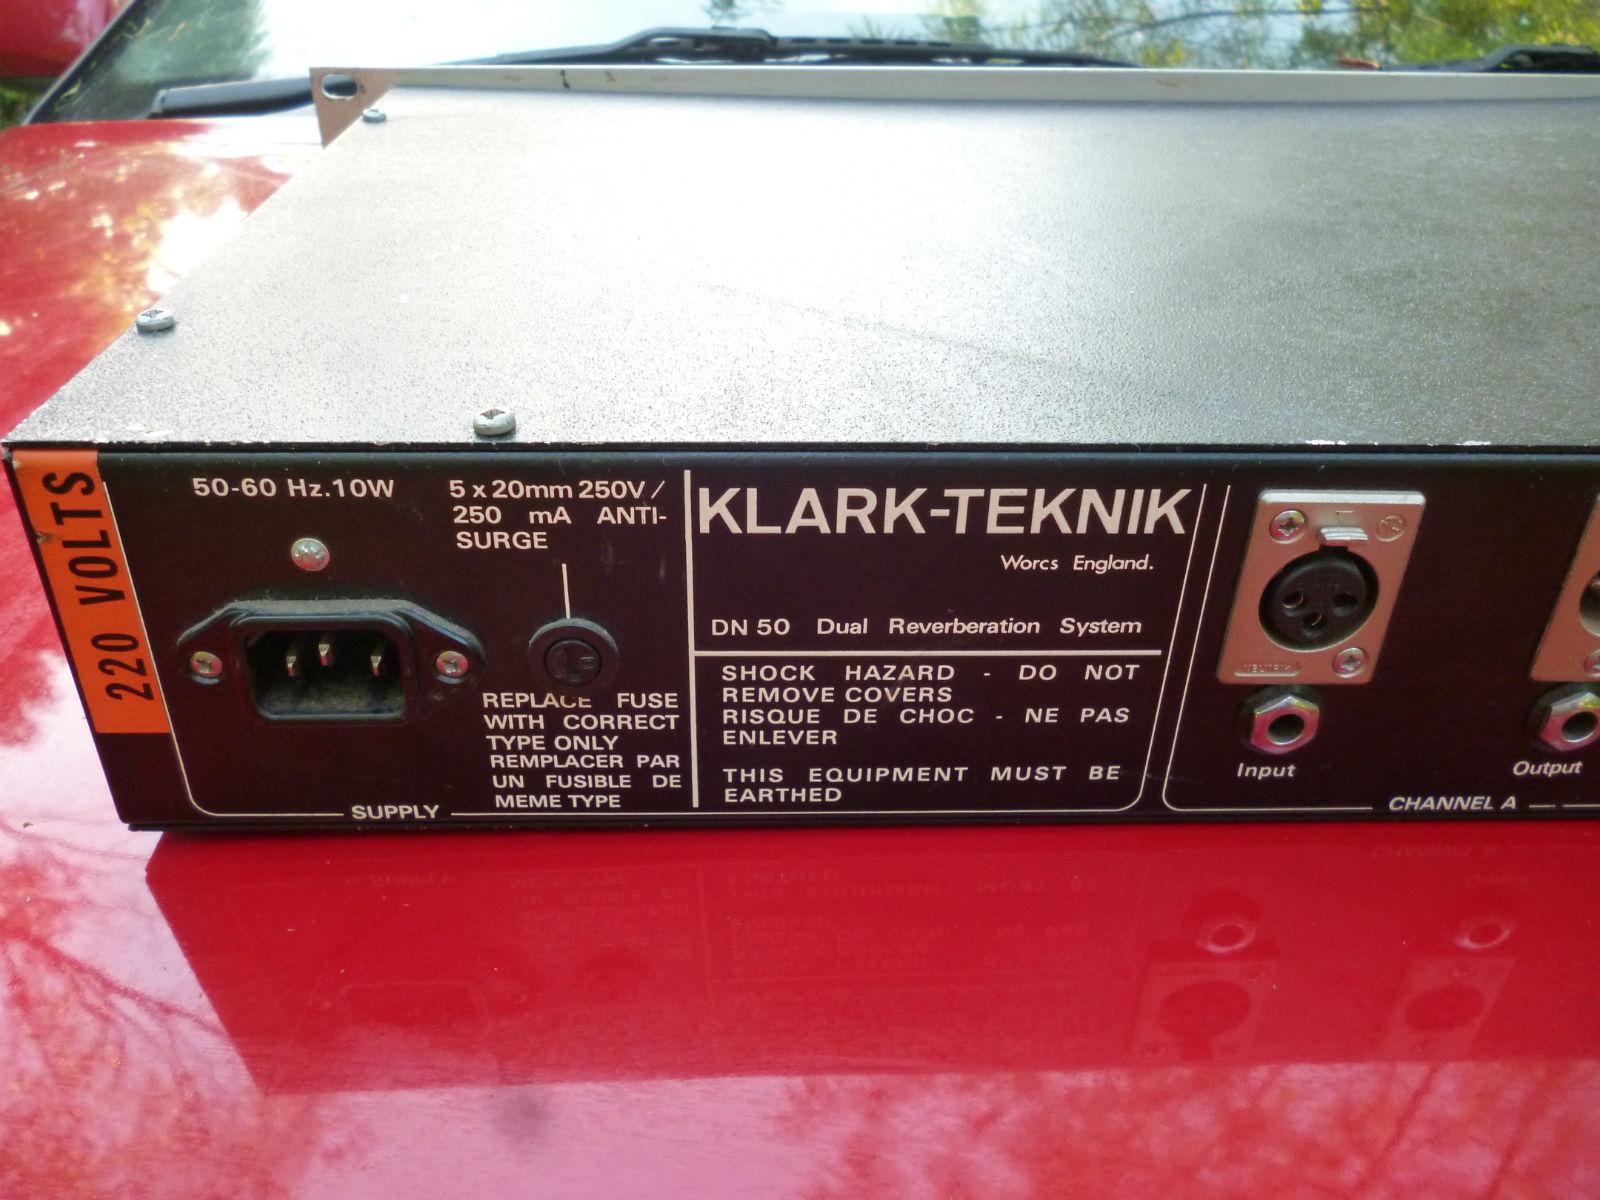 220 VOLTS
50-60 Hz.10W
5 x 20mm 250V /
250 mA ANTI-
SURGE
REPLACE FUSE
WITH CORRECT
TYPE ONLY
REMPLACER PAR
UN FUSIBLE DE
MEME TYPE
SUPPLY
KLARK-TEKNIK
Worcs England.
DN 50 Dual Reverberation System
SHOCK HAZARD - DO NOT
REMOVE COVERS
RISQUE DE CHOC - NE PAS
ENLEVER
THIS EQUIPMENT MUST BE
EARTHED
NEUTRIK
Input
Output
CHANNEL A